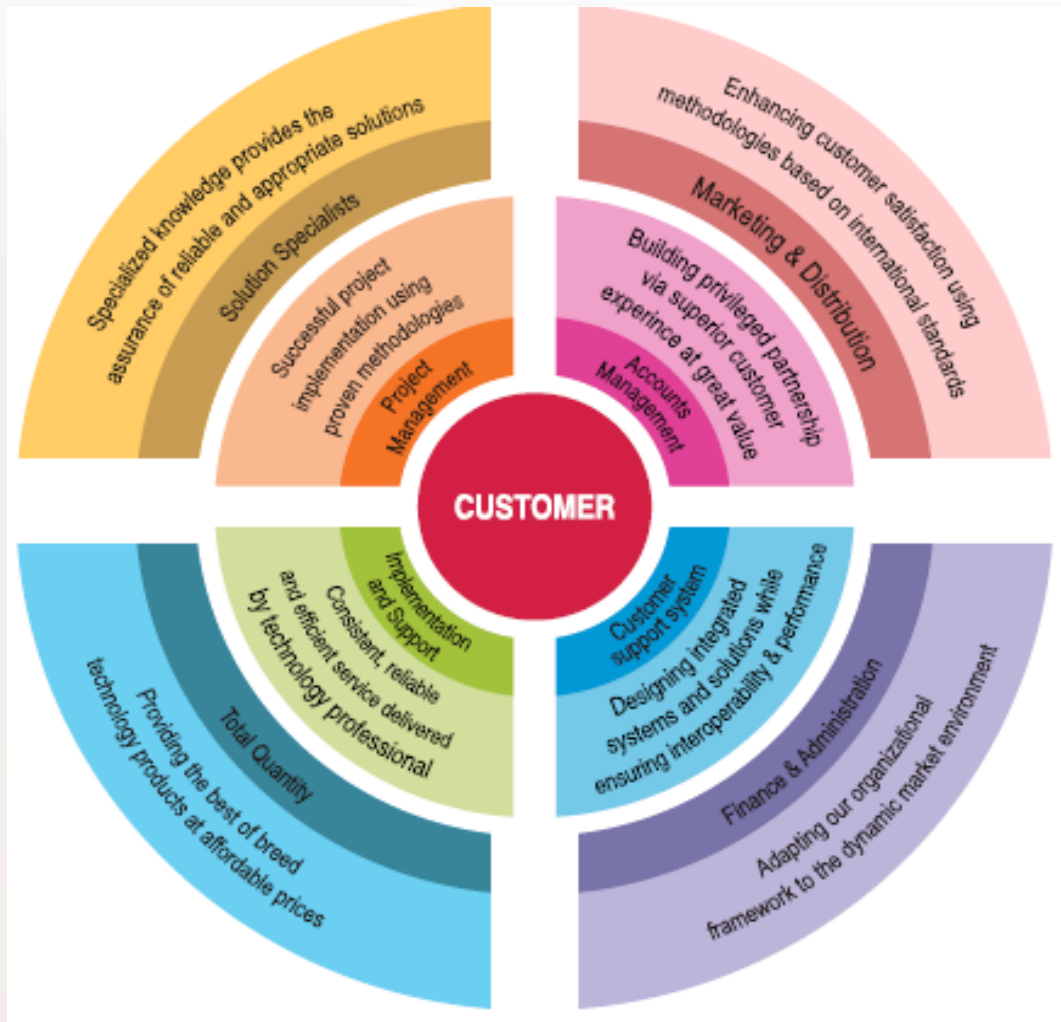 Specialized knowledge provides the
assurance of reliable and appropriate solutions
Solution Specialists
Successful project
implementation using
proven methodologies
Project
Management
Enhancing customer satisfaction using
methodologies based on international standards
Marketing & Distribution
Building privileged partnership
via superior customer
experince at great value
Accounts
Management
CUSTOMER
Implementation
and Support
Consistent, reliable
and efficient service delivered
by technology professional
Total Quantity
Providing the best of breed
technology products at affordable prices
Customer
support system
Designing integrated
systems and solutions while
ensuring interoperability & performance
Finance & Administration
Adapting our organizational
framework to the dynamic market environment